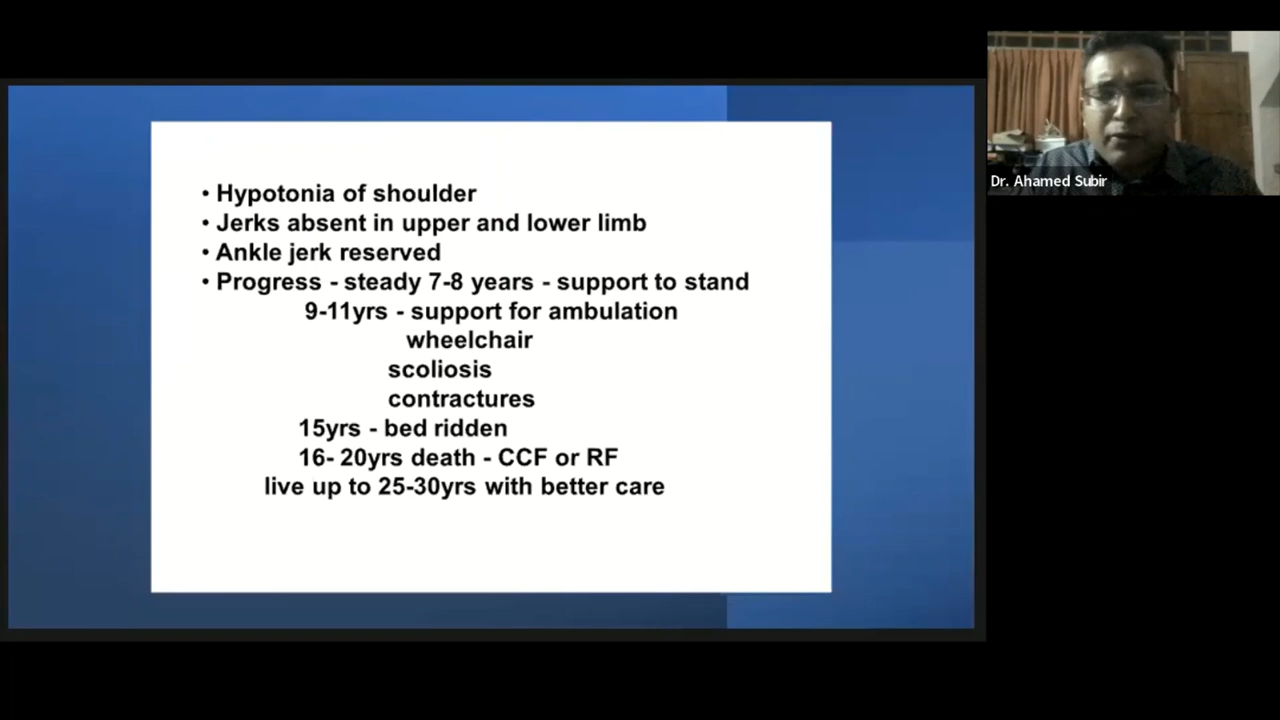 • Hypotonia of shoulder
• Jerks absent in upper and lower limb
• Ankle jerk reserved
• Progress - steady 7-8 years - support to stand
9-11yrs - support for ambulation
wheelchair
scoliosis
contractures
15yrs - bed ridden
16- 20yrs death - CCF or RF
live up to 25-30yrs with better care
Dr. Ahamed Subir